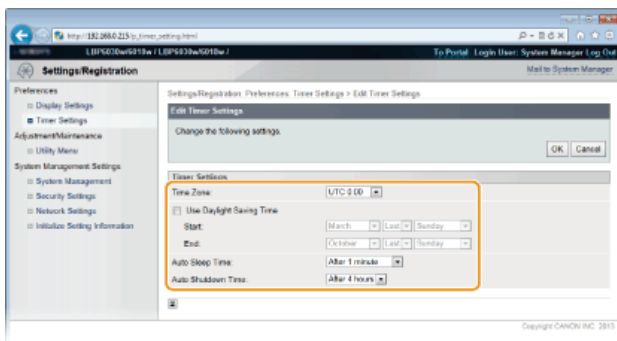 http://192.168.0.215/p_timer_setting.html
LBP6030w/6018w / LBP6030w/6018w /
To Portal Login User: System Manager Log Out
Settings/Registration
Mail to System Manager
Preferences
Display Settings
Timer Settings
Adjustment/Maintenance
Utility Menu
System Management Settings
System Management
Security Settings
Network Settings
Initialize Setting Information
Settings/Registration: Preferences: Timer Settings > Edit Timer Settings
Edit Timer Settings
Change the following settings.
OK Cancel
Timer Settings
Time Zone: UTC 0:00
Use Daylight Saving Time
Start: March Last Sunday
End: October Last Sunday
Auto Sleep Time: After 1 minute
Auto Shutdown Time: After 4 hours
Copyright CANON INC. 2013